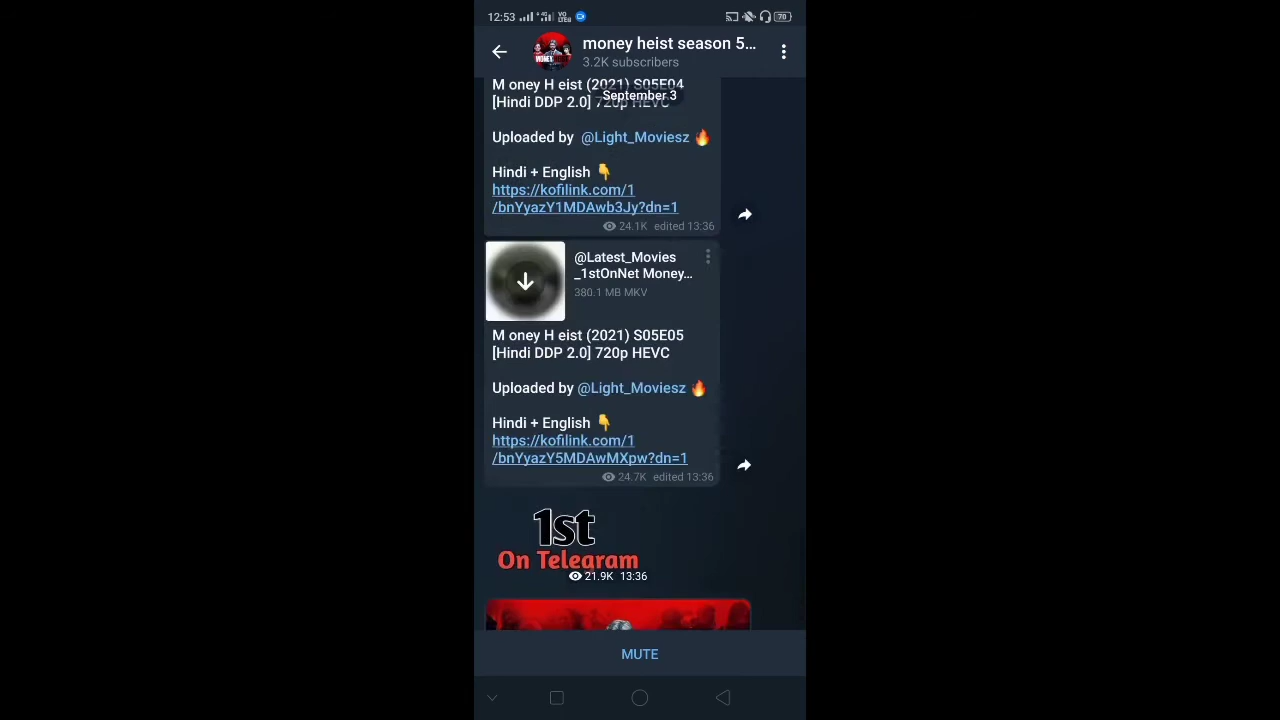 12:53
4G
VO
LTE
70
money heist season 5...
3.2K subscribers
M oney H eist (2021) S05E04
September 3
[Hindi DDP 2.0] 720p HEVC
Uploaded by @Light_Moviesz 🔥
Hindi + English 👇
https://kofilink.com/1
/bnYyazY1MDAwb3Jy?dn=1
24.1K edited 13:36
@Latest_Movies
_1stOnNet Money...
380.1 MB MKV
M oney H eist (2021) S05E05
[Hindi DDP 2.0] 720p HEVC
Uploaded by @Light_Moviesz 🔥
Hindi + English 👇
https://kofilink.com/1
/bnYyazY5MDAwMXpw?dn=1
24.7K edited 13:36
1st
On Telegram
21.9K 13:36
MUTE